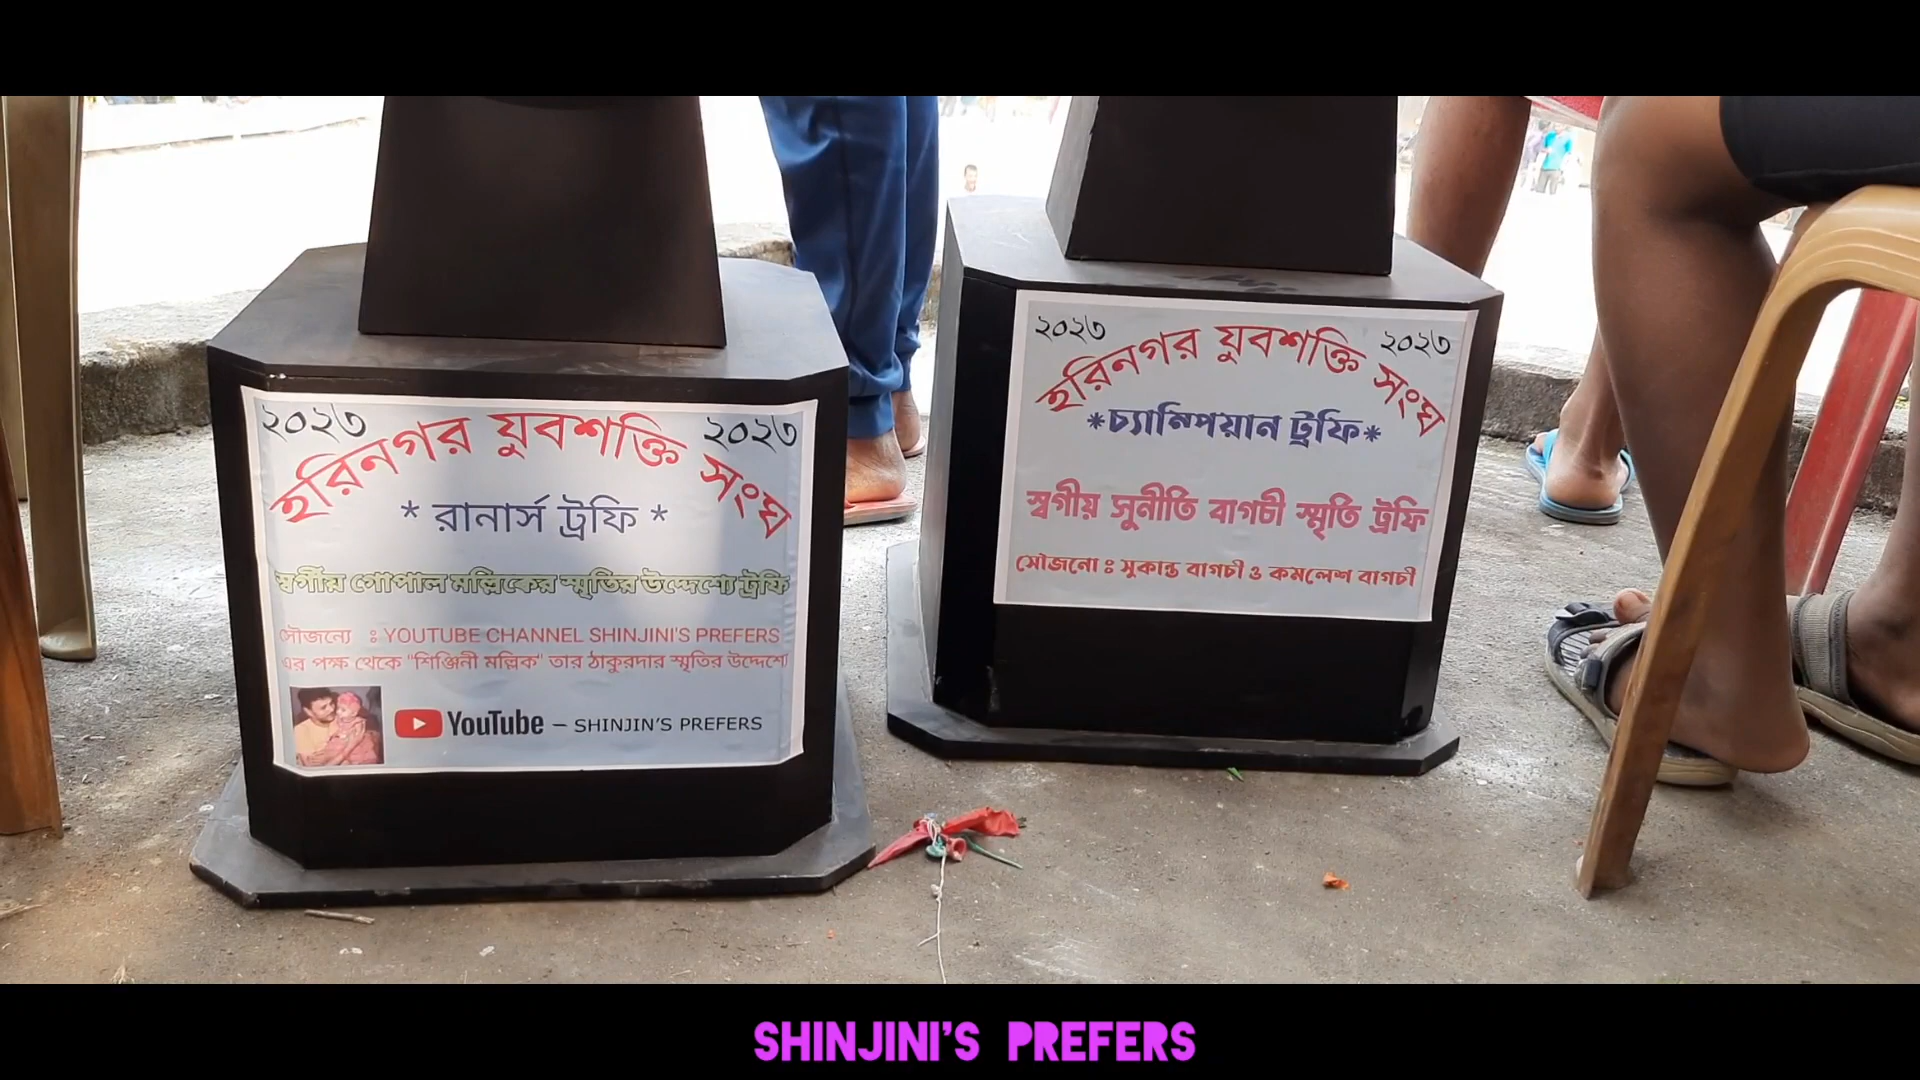 ২০২৩ ২০২৩
হরিনগর যুবশক্তি সংঘ
* রানার্স ট্রফি *
স্বর্গীয় গোপাল মল্লিকের স্মৃতির উদ্দেশ্যে ট্রফি
সৌজন্যে : YOUTUBE CHANNEL SHINJINI'S PREFERS
এর পক্ষ থেকে "শিঞ্জিনী মল্লিক" তার ঠাকুরদার স্মৃতির উদ্দেশ্যে
YouTube – SHINJIN'S PREFERS
২০২৩ ২০২৩
হরিনগর যুবশক্তি সংঘ
*চ্যাম্পিয়ান ট্রফি*
স্বর্গীয় সুনীতি বাগচী স্মৃতি ট্রফি
সৌজন্যে : সুকান্ত বাগচী ও কমলেশ বাগচী
SHINJINI'S PREFERS